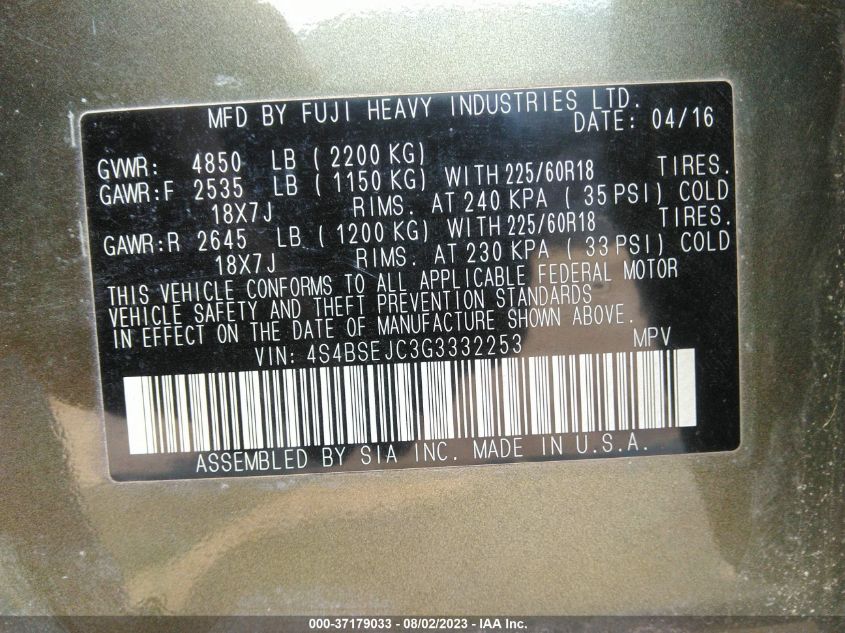 MFD BY FUJI HEAVY INDUSTRIES LTD.
DATE: 04/16
GVWR: 4850 LB ( 2200 KG)
GAWR:F 2535 LB ( 1150 KG) WITH 225/60R18 TIRES.
18X7J RIMS. AT 240 KPA ( 35 PSI) COLD
GAWR:R 2645 LB ( 1200 KG) WITH 225/60R18 TIRES.
18X7J RIMS. AT 230 KPA ( 33 PSI) COLD
THIS VEHICLE CONFORMS TO ALL APPLICABLE FEDERAL MOTOR
VEHICLE SAFETY AND THEFT PREVENTION STANDARDS
IN EFFECT ON THE DATE OF MANUFACTURE SHOWN ABOVE.
VIN: 4S4BSEJC3G3332253 MPV
ASSEMBLED BY SIA INC. MADE IN U.S.A.
000-37179033 - 08/02/2023 - IAA Inc.